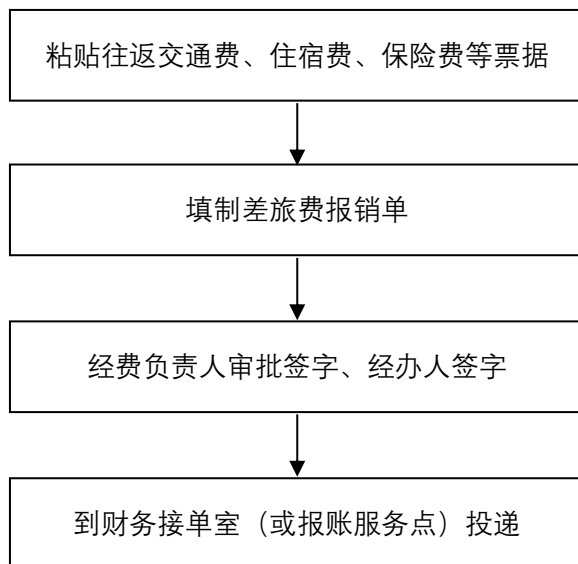 粘贴往返交通费、住宿费、保险费等票据
填制差旅费报销单
经费负责人审批签字、经办人签字
到财务接单室（或报账服务点）投递